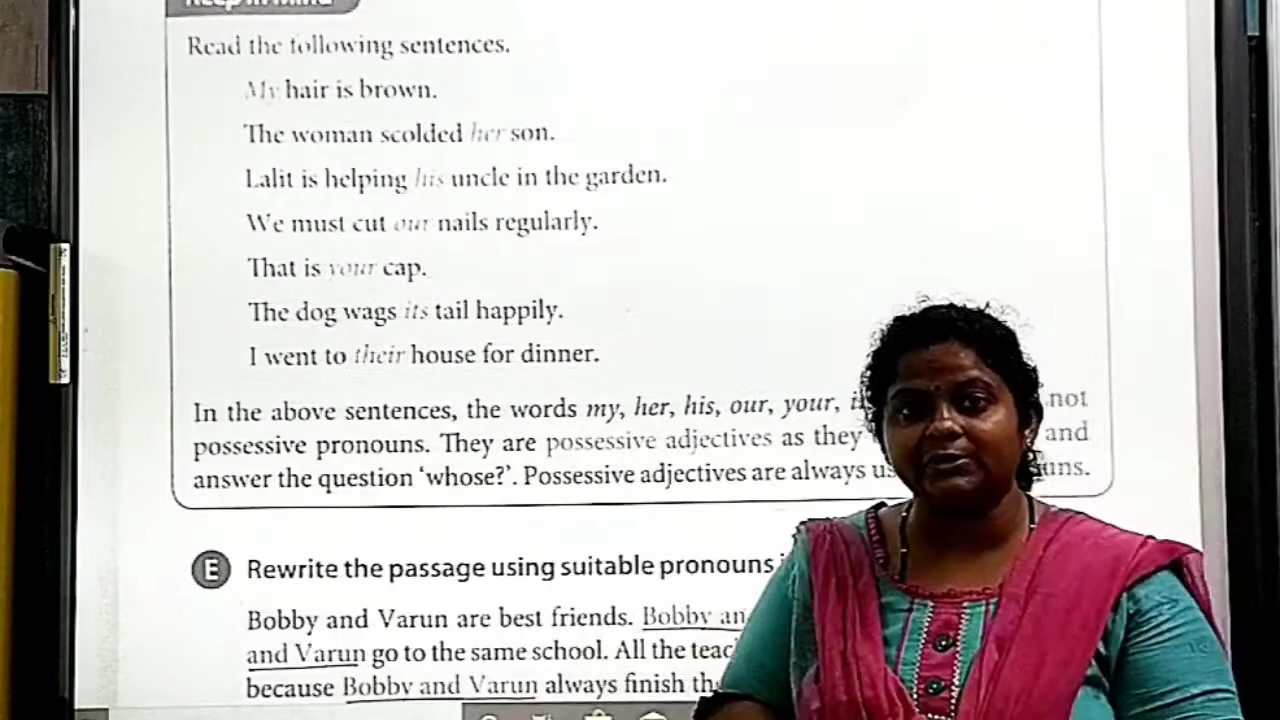 Keep in Mind
Read the following sentences.
My hair is brown.
The woman scolded her son.
Lalit is helping his uncle in the garden.
We must cut our nails regularly.
That is your cap.
The dog wags its tail happily.
I went to their house for dinner.
In the above sentences, the words my, her, his, our, your, not
possessive pronouns. They are possessive adjectives as they and
answer the question ‘whose?’. Possessive adjectives are always
E Rewrite the passage using suitable pronouns
Bobby and Varun are best friends. Bobby
and Varun go to the same school. All the
because Bobby and Varun always finish